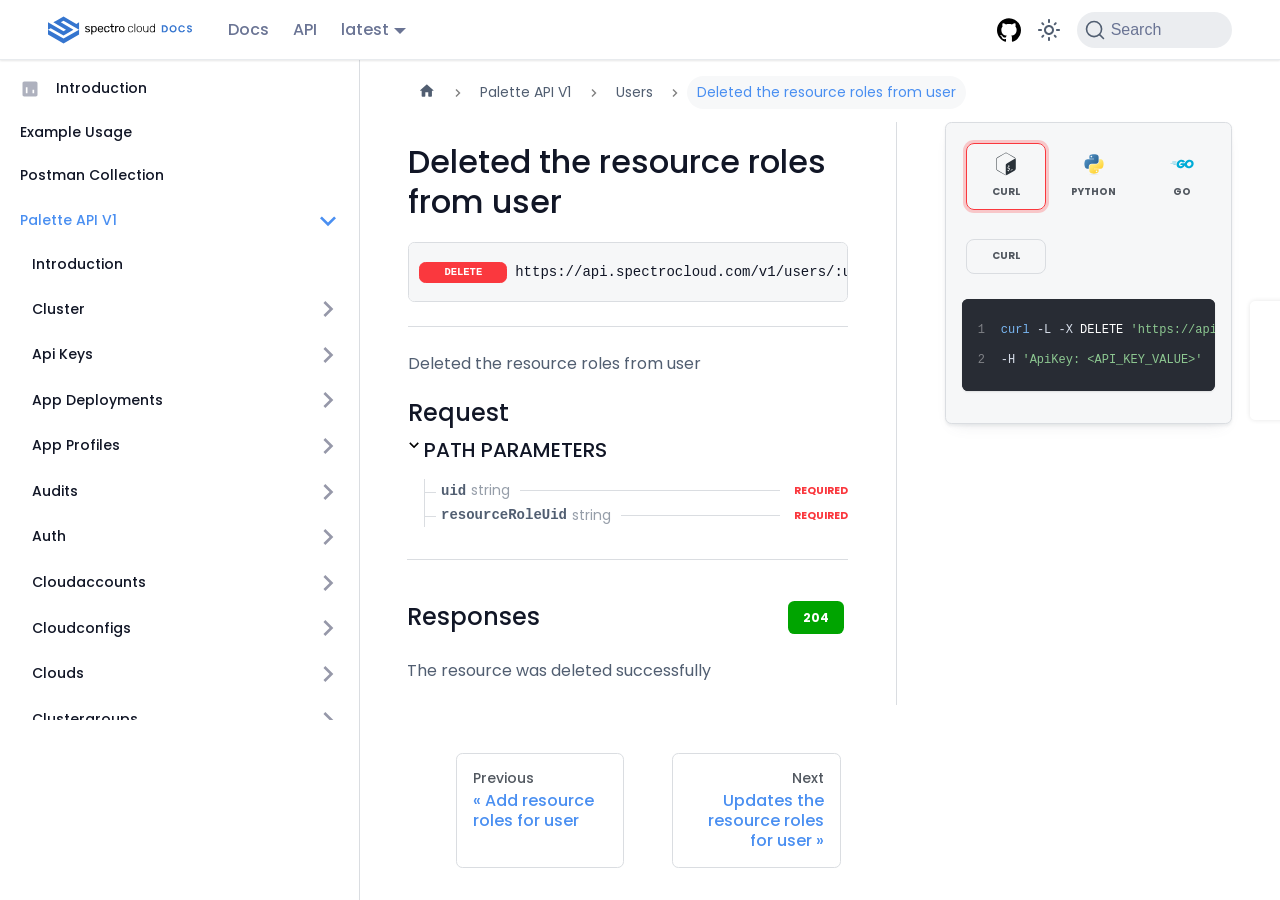 spectro cloud DOCS
Docs
API
latest
Search
Introduction
Example Usage
Postman Collection
Palette API V1
Introduction
Cluster
Api Keys
App Deployments
App Profiles
Audits
Auth
Cloudaccounts
Cloudconfigs
Clouds
Clustergroups
Palette API V1
Users
Deleted the resource roles from user
Deleted the resource roles
from user
DELETE https://api.spectrocloud.com/v1/users/:u
Deleted the resource roles from user
Request
PATH PARAMETERS
uid string REQUIRED
resourceRoleUid string REQUIRED
Responses
204
The resource was deleted successfully
Previous
« Add resource
roles for user
Next
Updates the
resource roles
for user »
CURL
PYTHON
GO
CURL
1 curl -L -X DELETE 'https://api
2 -H 'ApiKey: <API_KEY_VALUE>'